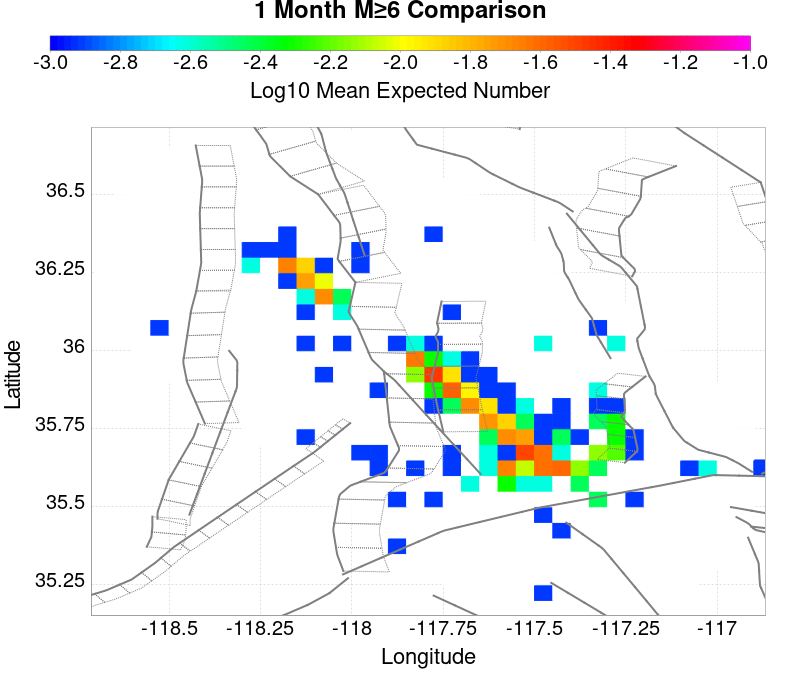 1 Month M≥6 Comparison
-3.0 -2.8 -2.6 -2.4 -2.2 -2.0 -1.8 -1.6 -1.4 -1.2 -1.0
Log10 Mean Expected Number
36.5
36.25
36
35.75
35.5
35.25
Latitude
-118.5 -118.25 -118 -117.75 -117.5 -117.25 -117
Longitude